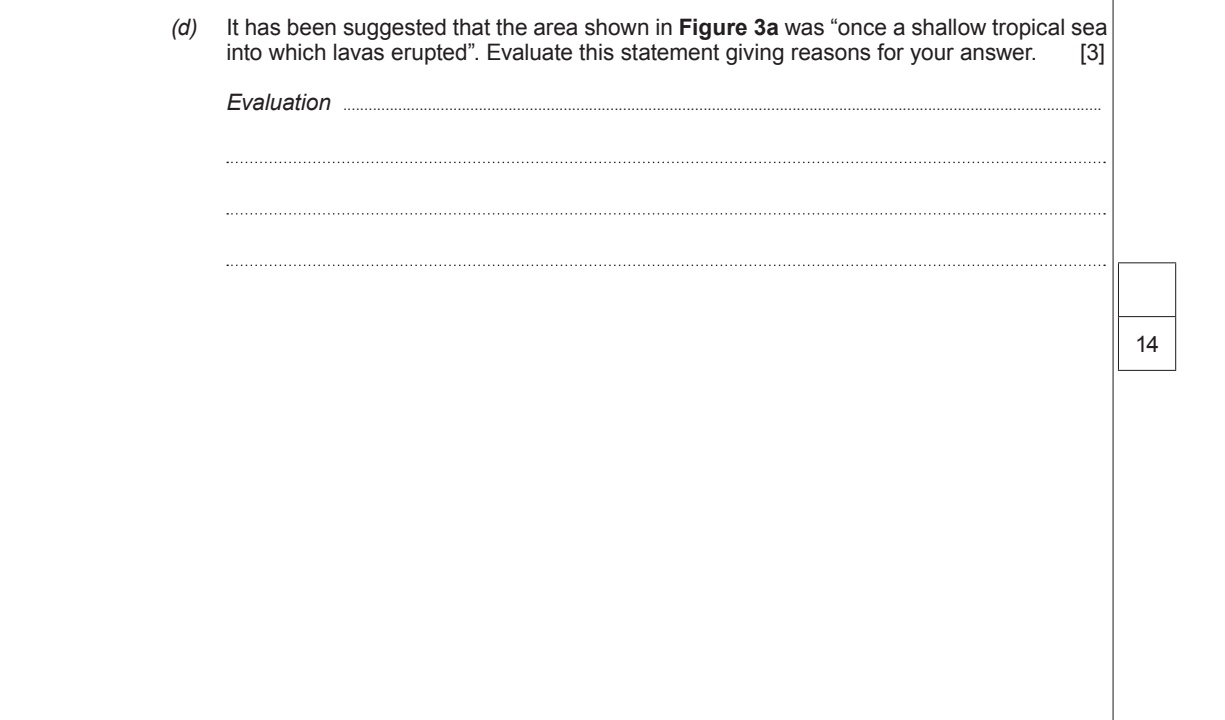 (d) It has been suggested that the area shown in Figure 3a was “once a shallow tropical sea
into which lavas erupted”. Evaluate this statement giving reasons for your answer. [3]
Evaluation
14